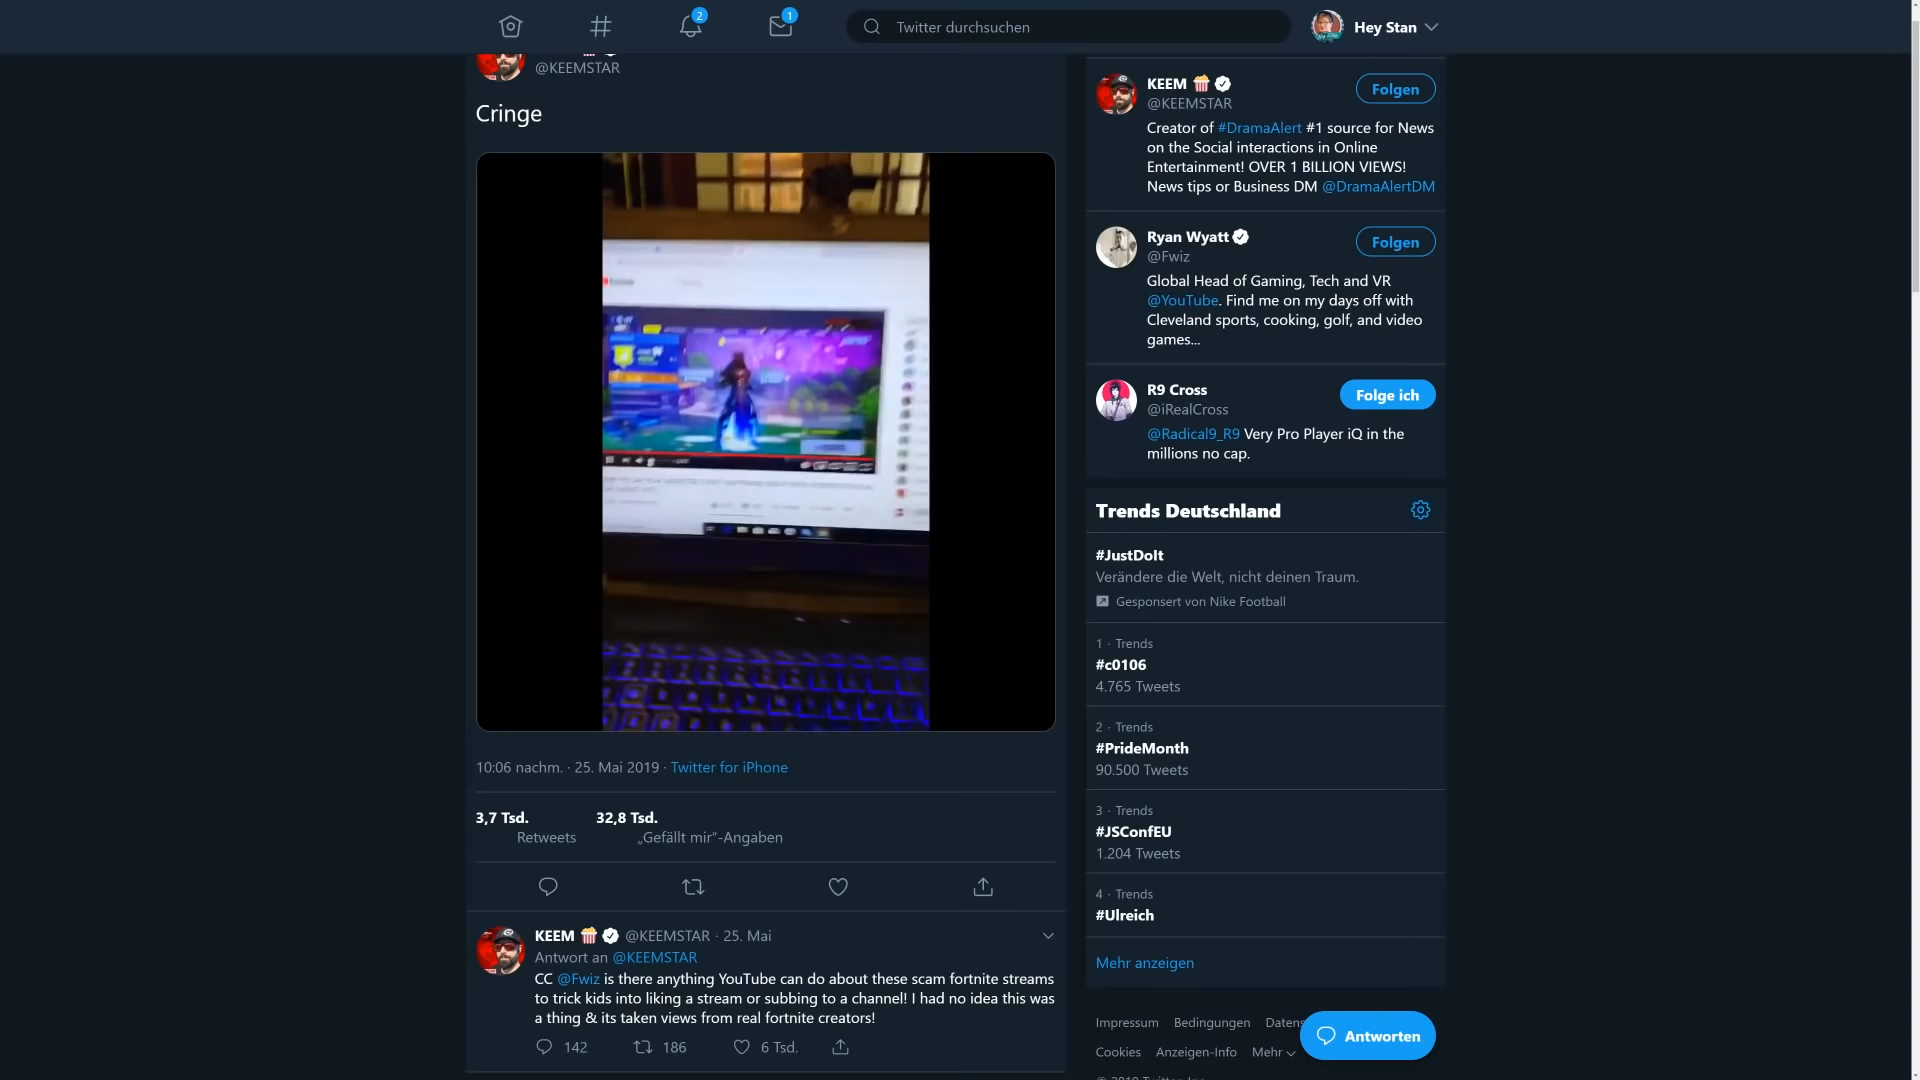 2
1
Twitter durchsuchen
Hey Stan
@KEEMSTAR
Cringe
10:06 nachm. · 25. Mai 2019 · Twitter for iPhone
3,7 Tsd.
Retweets
32,8 Tsd.
„Gefällt mir“-Angaben
KEEM @KEEMSTAR · 25. Mai
Antwort an @KEEMSTAR
CC @Fwiz is there anything YouTube can do about these scam fortnite streams
to trick kids into liking a stream or subbing to a channel! I had no idea this was
a thing & its taken views from real fortnite creators!
142
186
6 Tsd.
KEEM
@KEEMSTAR
Folgen
Creator of #DramaAlert #1 source for News
on the Social interactions in Online
Entertainment! OVER 1 BILLION VIEWS!
News tips or Business DM @DramaAlertDM
Ryan Wyatt
@Fwiz
Folgen
Global Head of Gaming, Tech and VR
@YouTube. Find me on my days off with
Cleveland sports, cooking, golf, and video
games...
R9 Cross
@iRealCross
Folge ich
@Radical9_R9 Very Pro Player iQ in the
millions no cap.
Trends Deutschland
#JustDoIt
Verändere die Welt, nicht deinen Traum.
Gesponsert von Nike Football
1 · Trends
#c0106
4.765 Tweets
2 · Trends
#PrideMonth
90.500 Tweets
3 · Trends
#JSConfEU
1.204 Tweets
4 · Trends
#Ulreich
Mehr anzeigen
Impressum Bedingungen Datens
Cookies Anzeigen-Info Mehr
Antworten